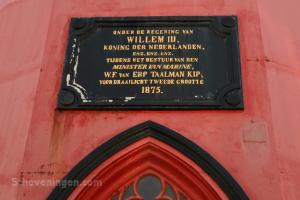 ONDER DE REGERING VAN
WILLEM III,
KONING DER NEDERLANDEN,
ENZ. ENZ. ENZ.
TIJDENS HET BESTUUR VAN DEN
MINISTER VAN MARINE,
W.F. VAN ERP TAALMAN KIP,
VOOR DRAAILICHT TWEEDE GROOTTE
1875.
Scheveningen.com